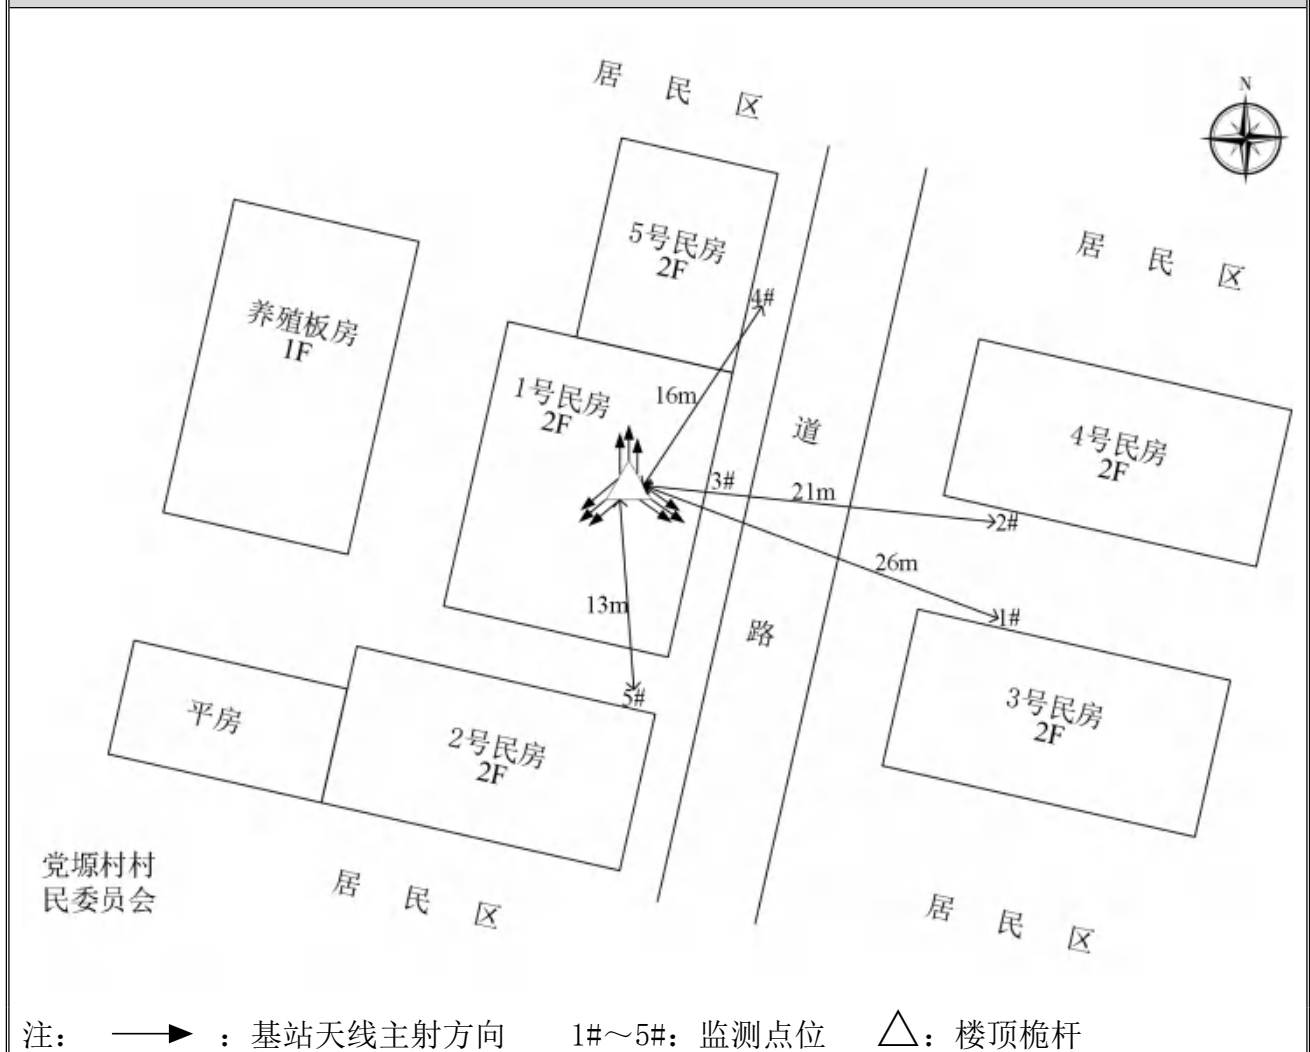 居 民 区
N
5号民房
2F
居 民 区
4#
养殖板房
1F
1号民房
2F
16m
道
4号民房
2F
3#
21m
2#
26m
13m
1#
路
5#
3号民房
2F
平房
2号民房
2F
党塬村村
民委员会
居 民 区
居 民 区
注： ：基站天线主射方向 1#～5#：监测点位 △：楼顶桅杆